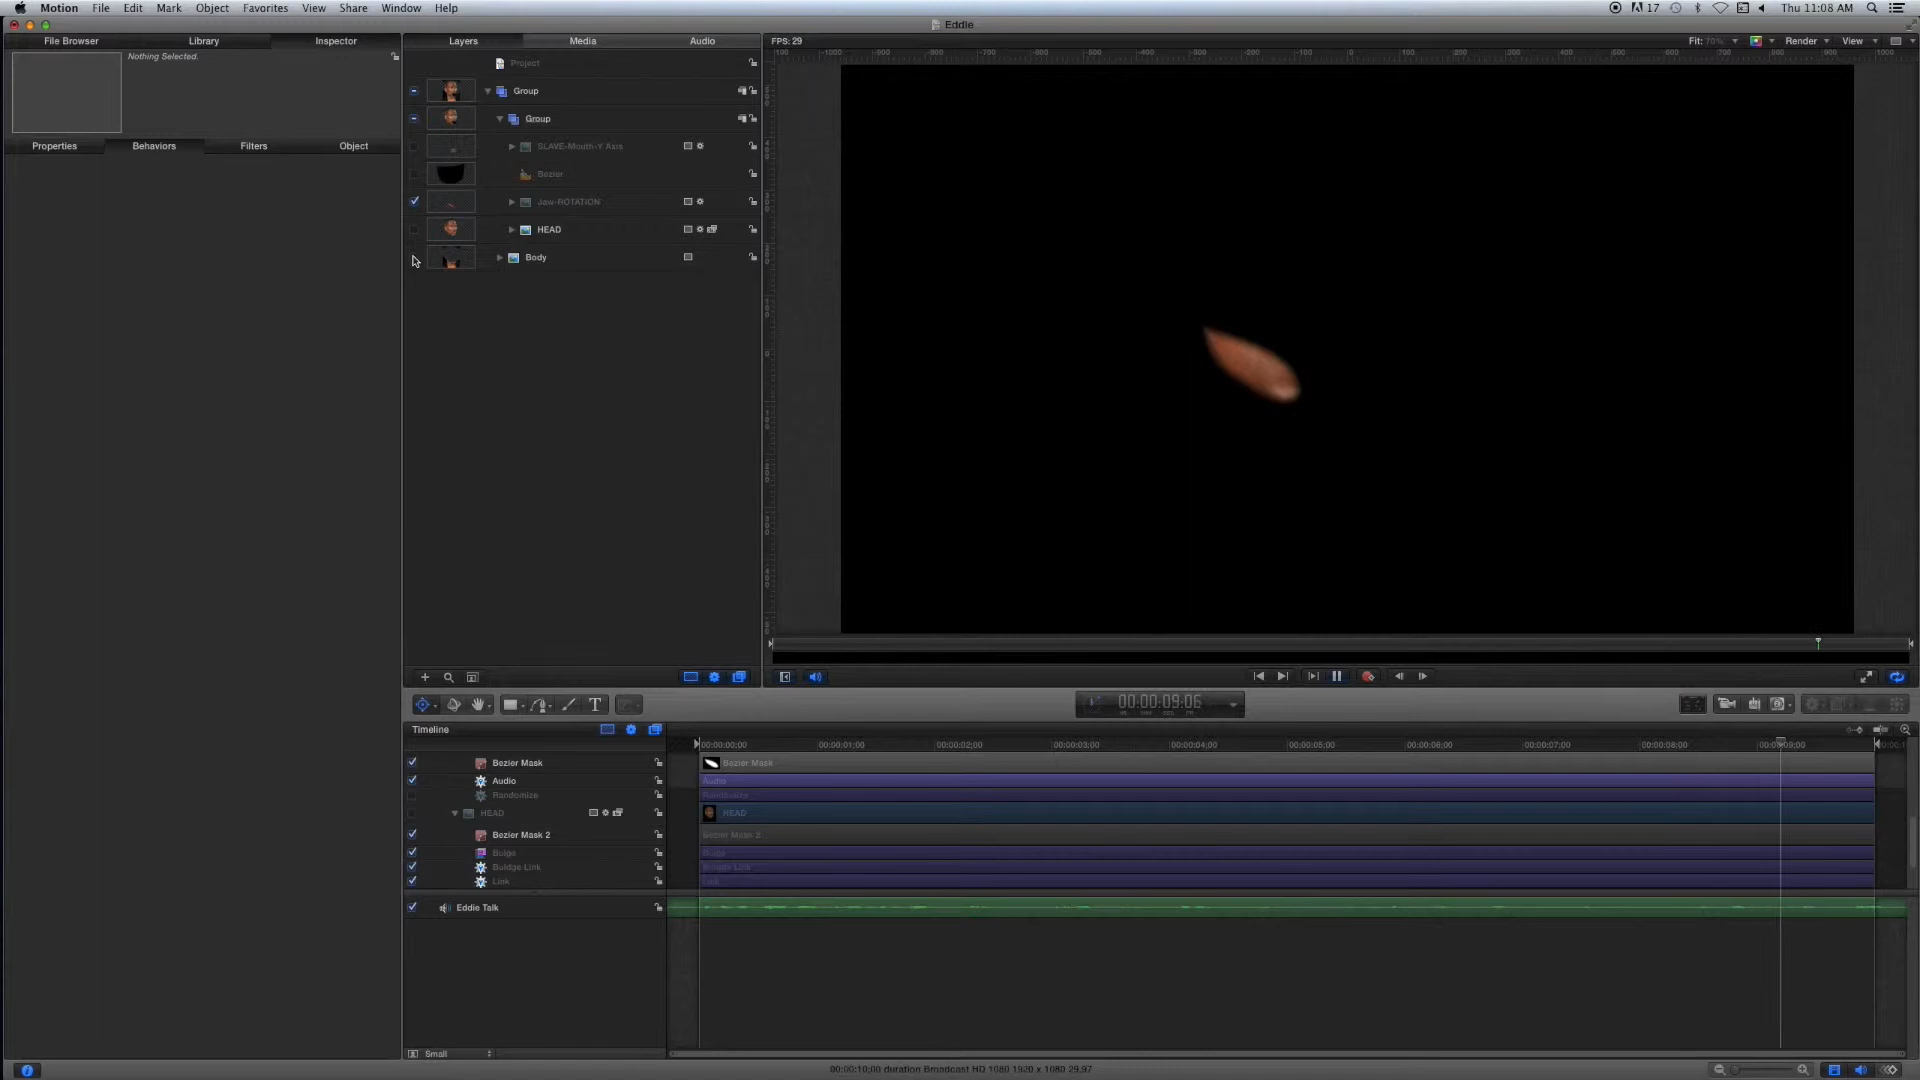 Motion File Edit Mark Object Favorites View Share Window Help 17 Thu 11:08 AM
Eddie
File Browser Library Inspector Layers Media Audio FPS: 29 Fit: 70% Render View
Nothing Selected.
Project
Group
Group
Properties Behaviors Filters Object
SLAVE-Mouth-Y Axis
Bezier
Jaw-ROTATION
HEAD
Body
00:00:09;06
Timeline
00:00:00;00 00:00:01;00 00:00:02;00 00:00:03;00 00:00:04;00 00:00:05;00 00:00:06;00 00:00:07;00 00:00:08;00
Bezier Mask Bezier Mask
Audio Audio
Randomize Randomize
HEAD HEAD
Bezier Mask 2 Bezier Mask 2
Bulge Bulge
Buldge Link Buldge Link
Link Link
Eddie Talk
Small
00:00:10;00 duration Broadcast HD 1080 1920 x 1080 29.97